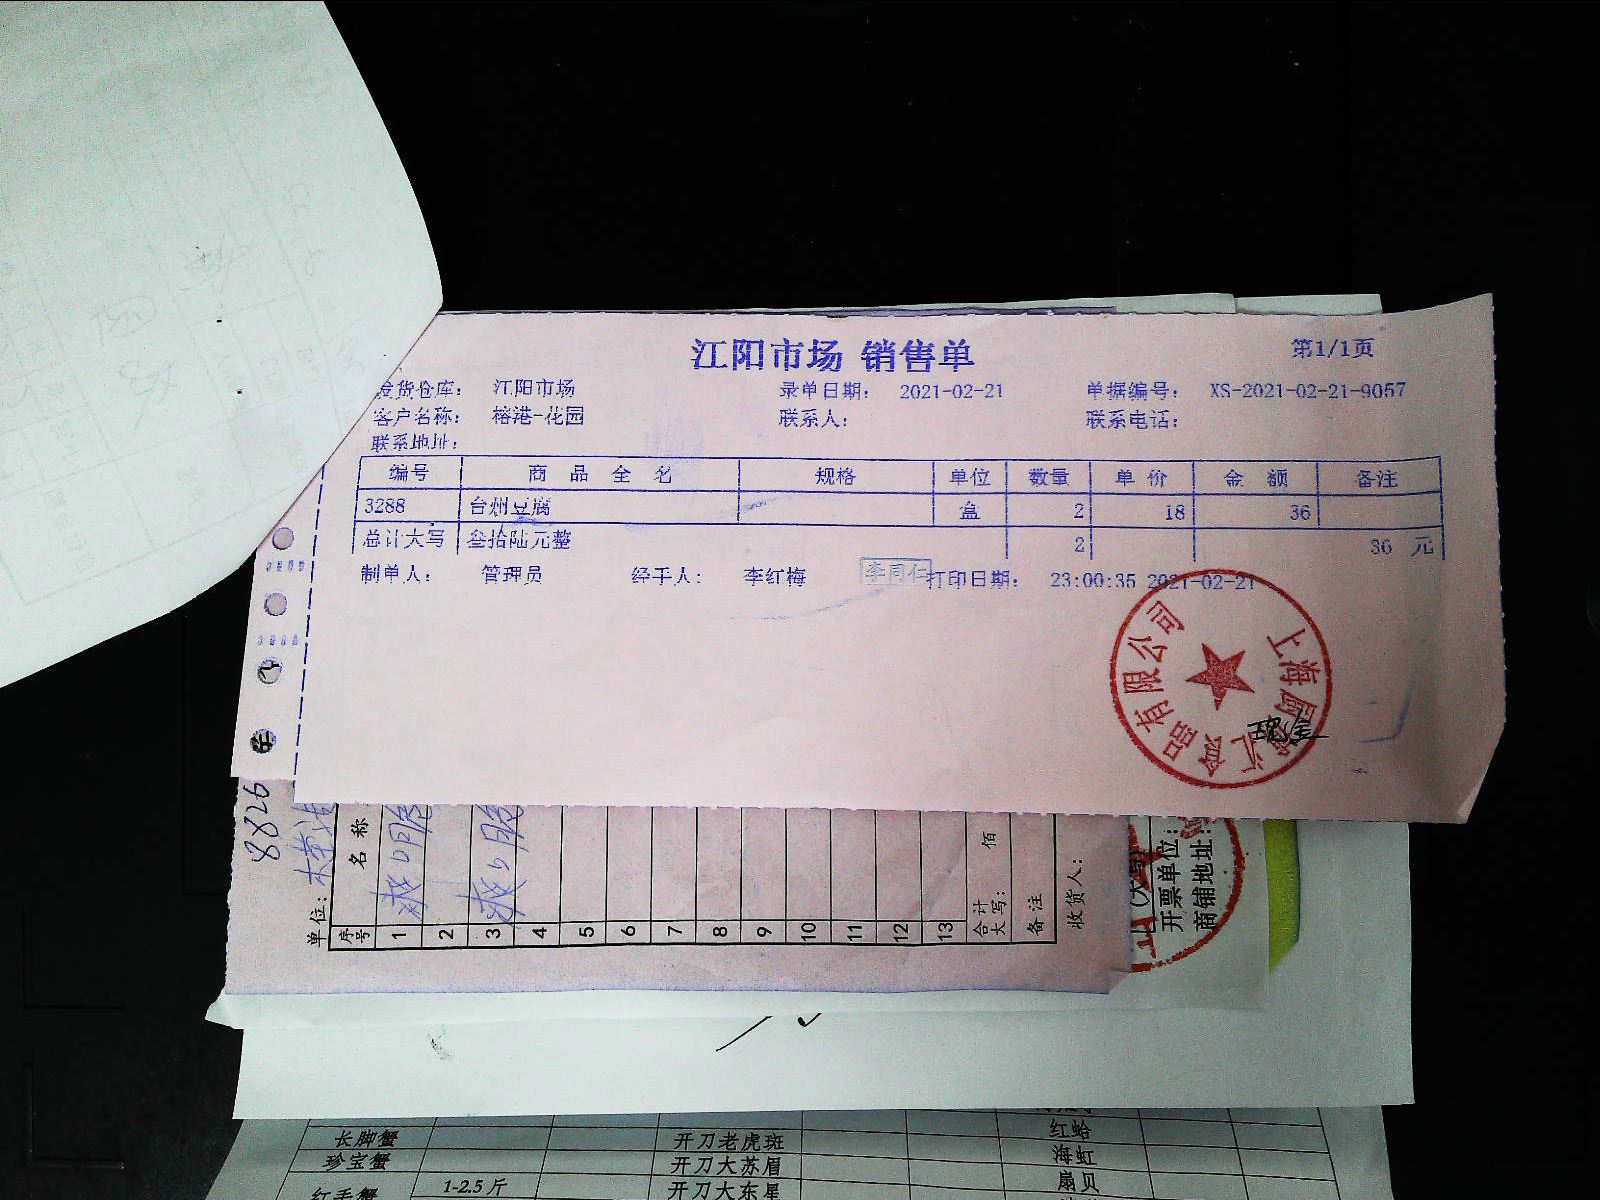 江阳市场 销售单 第1/1页
发货仓库： 江阳市场 录单日期： 2021-02-21 单据编号： XS-2021-02-21-9057
客户名称： 榕港-花园 联系人： 联系电话：
联系地址：
编号 商品全名 规格 单位 数量 单价 金额 备注
3288 台州豆腐 盒 2 18 36
总计大写 叁拾陆元整 2 36 元
制单人： 管理员 经手人： 李红梅 李同仁 打印日期： 23:00:35 2021-02-21
8826
单位：
序号 名称
1
2
3
4
5
6
7
8
9
10
11
12
13
合计大写： 佰
备注
收货人：
开票单位：
商铺地址：
长脚蟹 开刀老虎斑 红蛤
珍宝蟹 开刀大苏眉 海虹
红毛蟹 1-2.5斤 开刀大东星 扇贝